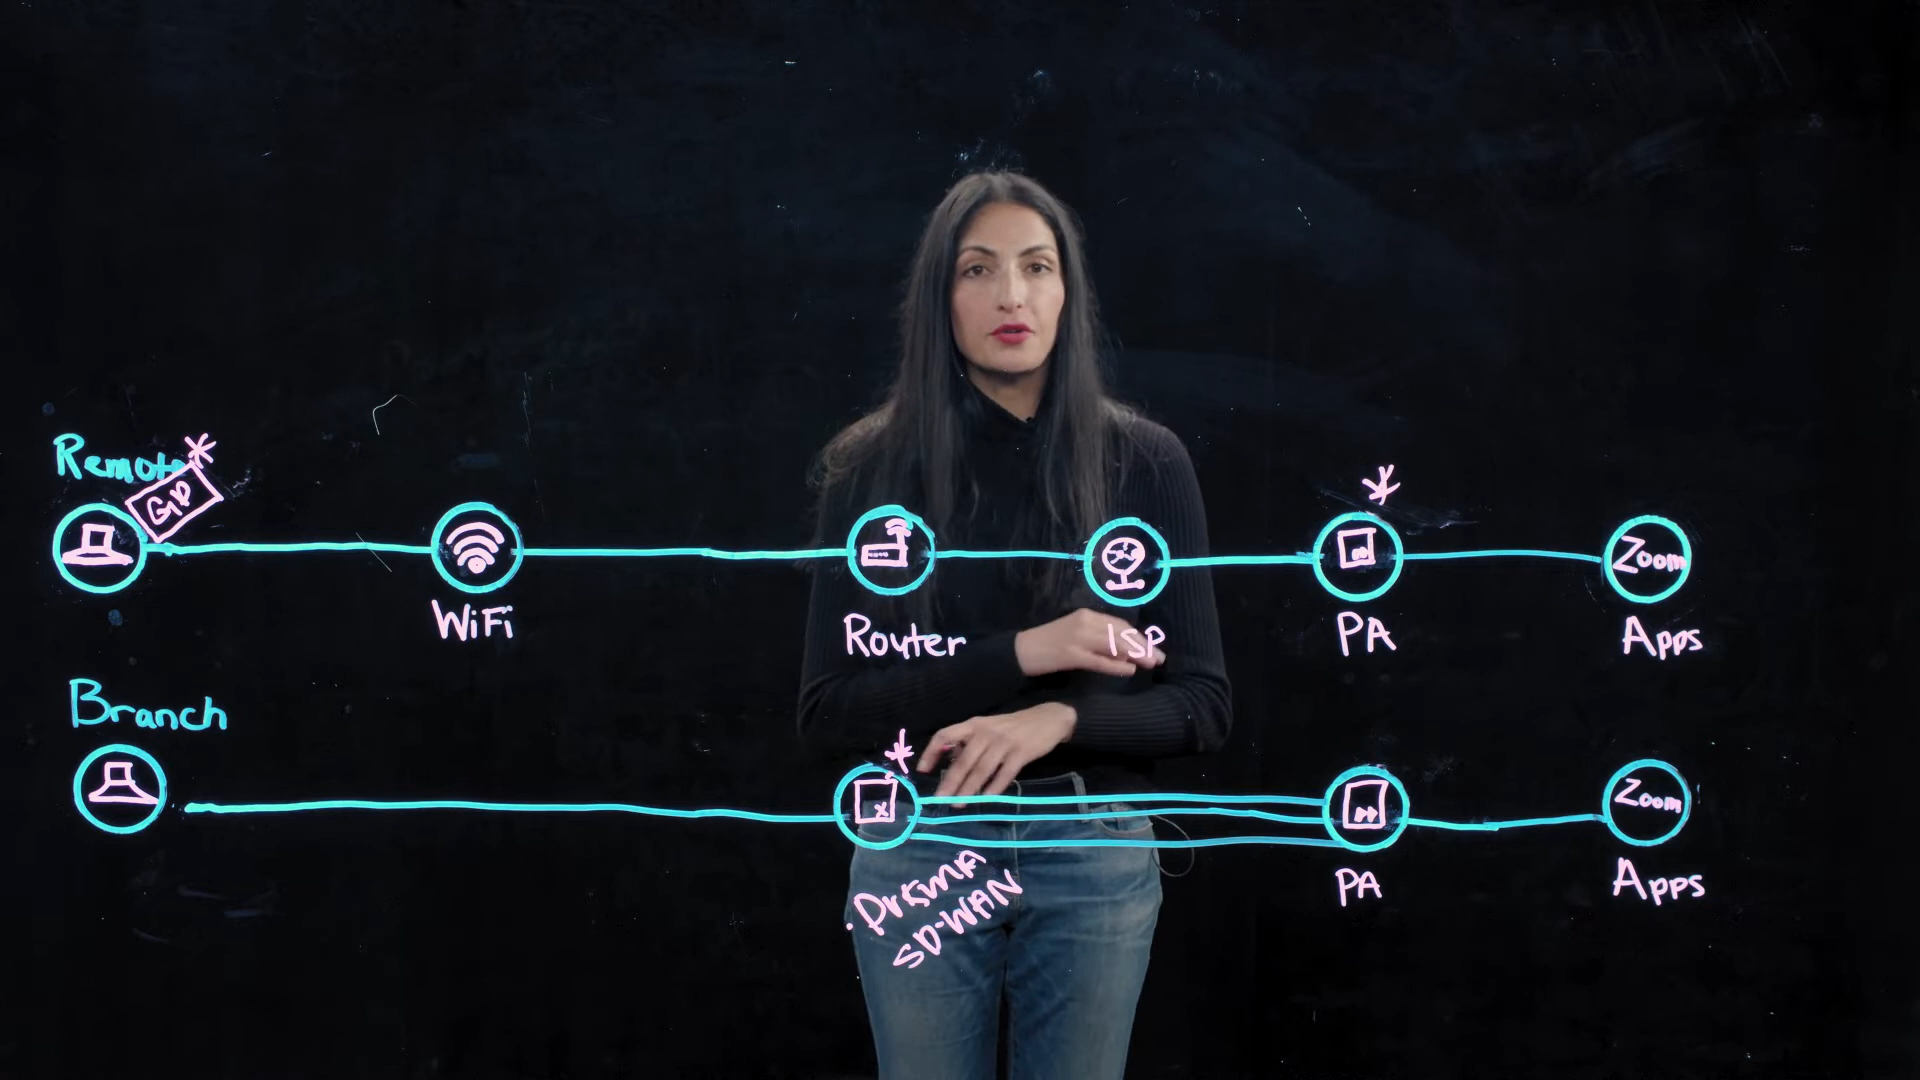 Remote
GP
WiFi
Router
ISP
PA
Zoom
Apps
Branch
Prisma
SD-WAN
PA
Zoom
Apps